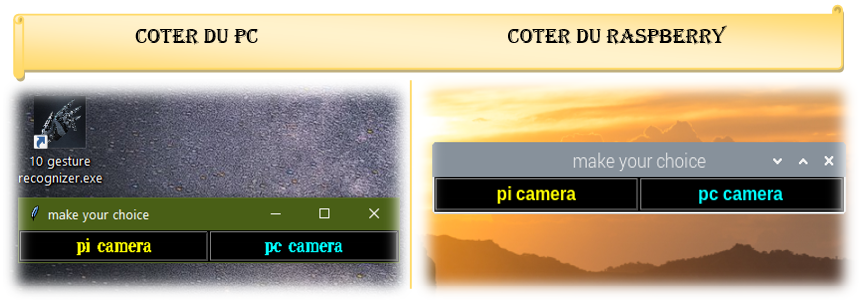 COTER DU PC
COTER DU RASPBERRY
10 gesture
recognizer.exe
make your choice
pi camera
pc camera
make your choice
pi camera
pc camera